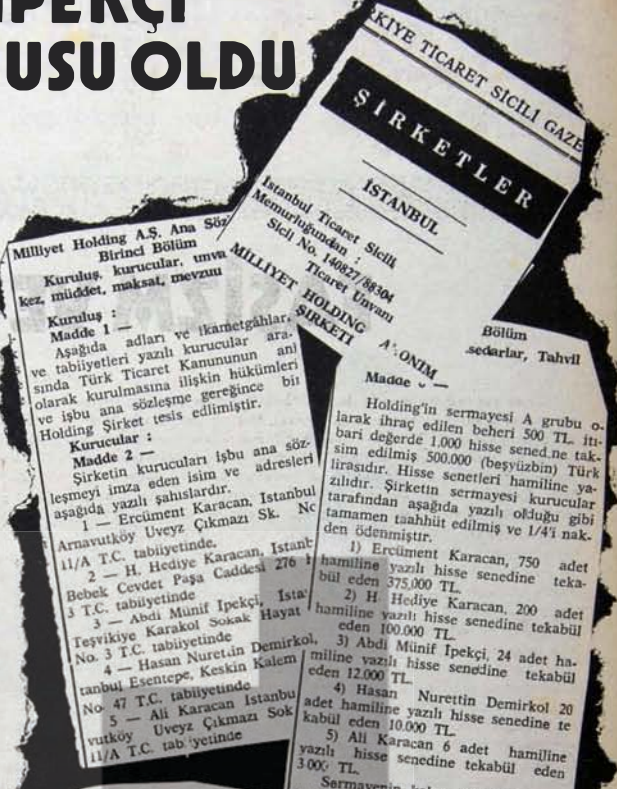 İPEKÇİ
USU OLDU
RKİYE TİCARET SİCİLİ GAZE
ŞİRKETLER
İSTANBUL
İstanbul Ticaret Sicili
Memurluğundan :
Sicil No. 140827/88304
Ticaret Unvanı
MİLLİYET HOLDİNG A ONİM
ŞİRKETİ
Milliyet Holding A.Ş. Ana Söz
Birinci Bölüm
Kuruluş, kurucular, unva
kez, müddet, maksat, mevzuu
Kuruluş :
Madde 1 —
Aşağıda adları ve ikametgâhlar,
ve tabiiyetleri yazılı kurucular ara-
sında Türk Ticaret Kanununun ani
olarak kurulmasına ilişkin hükümleri
ve işbu ana sözleşme gereğince bir
Holding Şirket tesis edilmiştir.
Kurucular :
Madde 2 —
Şirketin kurucuları işbu ana söz-
leşmeyi imza eden isim ve adresleri
aşağıda yazılı şahıslardır.
1 — Ercüment Karacan, Istanbul
Arnavutköy Uveyz Çıkmazı Sk. No
11/A T.C. tabiiyetinde.
2 — H. Hediye Karacan, Istanb
Bebek Cevdet Paşa Caddesi 276
3 T.C. tabiiyetinde
3 — Abdi Münif İpekçi, İsta
Teşvikiye Karakol Sokak Hayat
No. 3 T.C. tabiiyetinde
4 — Hasan Nurettin Demirkol,
tanbul Esentepe, Keskin Kalem
No 47 T.C. tabiiyetinde
5 — Ali Karacan Istanbu
vutköy Uveyz Çıkmazı Sok
11/A T.C. tabiiyetinde
Bölüm
sedarlar, Tahvil
Madde
Holding'in sermayesi A grubu o-
larak ihraç edilen beheri 500 TL. iti-
bari değerde 1.000 hisse senedine tak-
sim edilmiş 500.000 (beşyüzbin) Türk
lirasıdır. Hisse senetleri hamiline ya-
zılıdır. Şirketin sermayesi kurucular
tarafından aşağıda yazılı olduğu gibi
tamamen taahhüt edilmiş ve 1/4'i nak-
den ödenmiştir.
1) Ercüment Karacan, 750 adet
hamiline yazılı hisse senedine teka-
bül eden 375.000 TL.
2) H. Hediye Karacan, 200 adet
hamiline yazılı hisse senedine tekabül
eden 100.000 TL.
3) Abdi Münif İpekçi, 24 adet ha-
miline yazılı hisse senedine tekabül
eden 12.000 TL.
4) Hasan Nurettin Demirkol 20
adet hamiline yazılı hisse senedine te
kabül eden 10.000 TL.
5) Ali Karacan 6 adet hamiline
yazılı hisse senedine tekabül eden
3.000 TL.